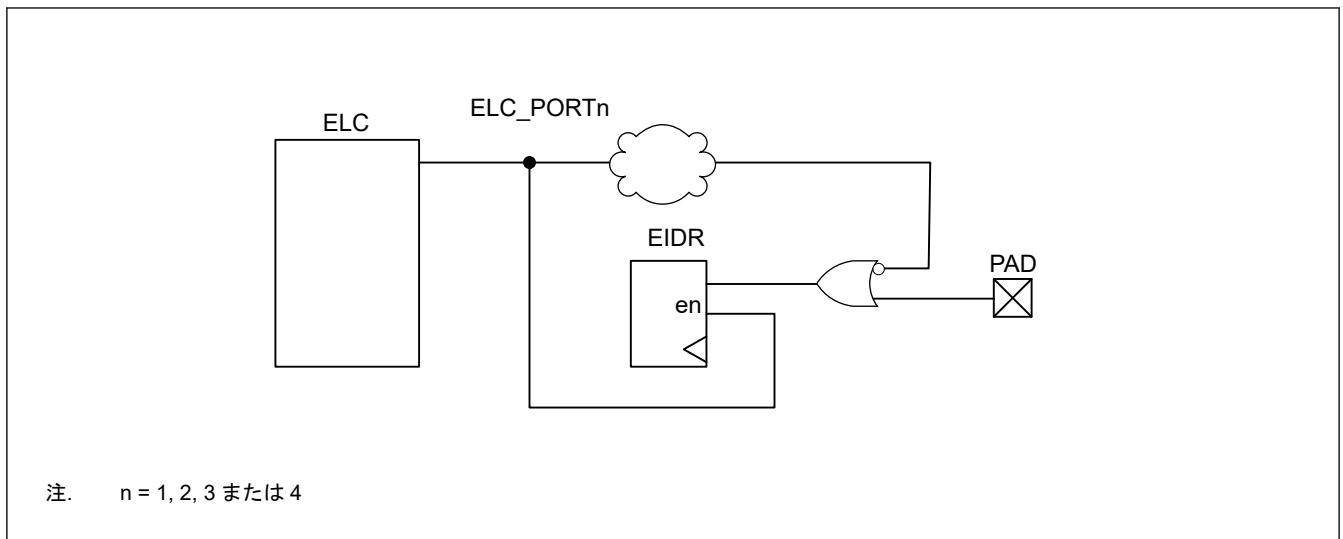 ELC_PORTn
ELC
EIDR
en
PAD
注. n = 1, 2, 3 または 4